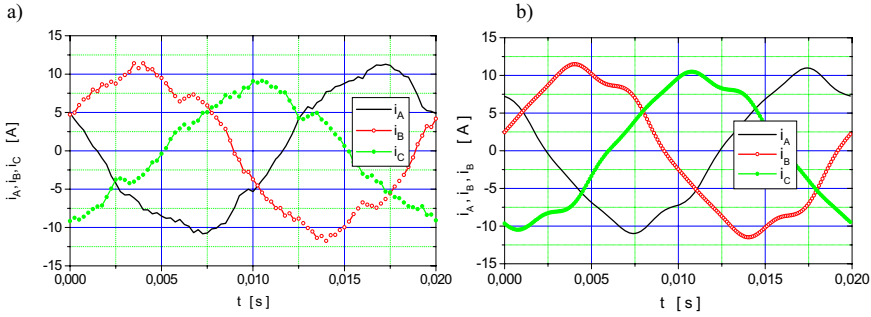 a)
15
10
5
0
-5
-10
-15
i_A, i_B, i_C [A]
i_A
i_B
i_C
0,000 0,005 0,010 0,015 0,020
t [s]
b)
15
10
5
0
-5
-10
-15
i_A, i_B, i_B [A]
i_A
i_B
i_C
0,000 0,005 0,010 0,015 0,020
t [s]